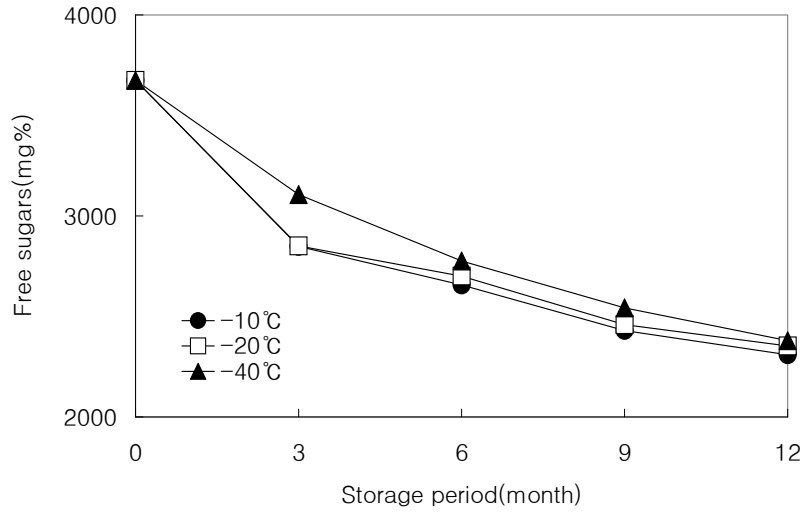 4000
3000
2000
Free sugars(mg%)
-10℃
-20℃
-40℃
0 3 6 9 12
Storage period(month)